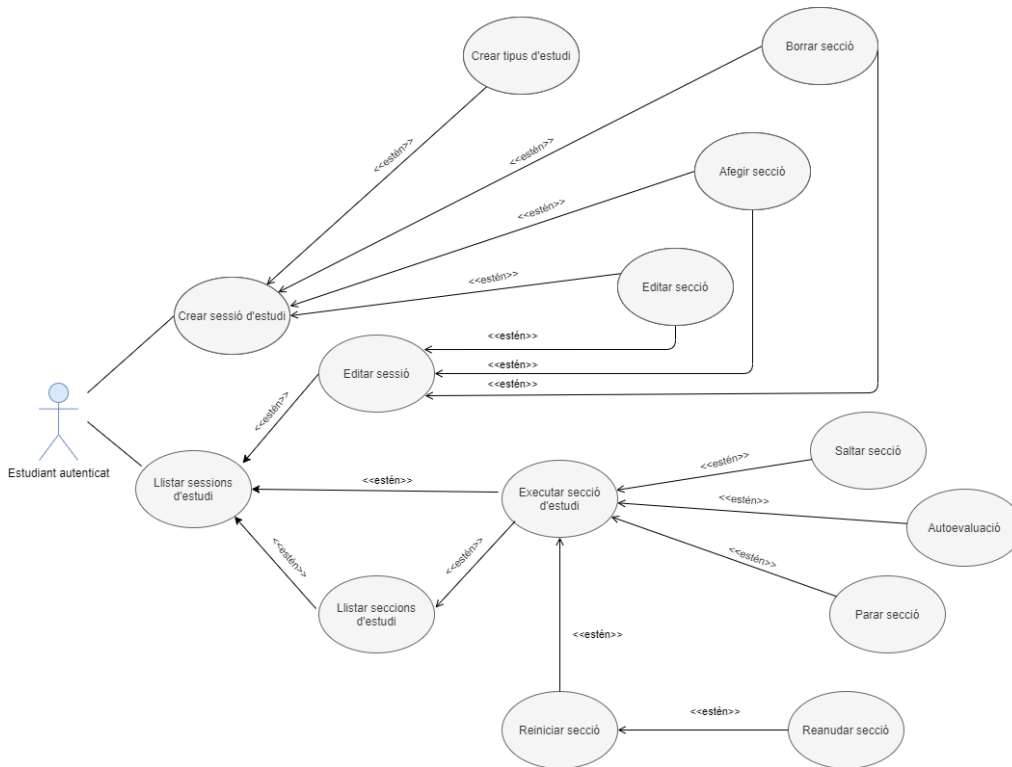 Crear tipus d'estudi
Borrar secció
<<estén>>
<<estén>>
Afegir secció
<<estén>>
<<estén>>
Editar secció
Crear sessió d'estudi
<<estén>>
Editar sessió
<<estén>>
<<estén>>
<<estén>>
Estudiant autenticat
Saltar secció
<<estén>>
Llistar sessions
d'estudi
<<estén>>
Executar secció
d'estudi
<<estén>>
Autoevaluació
<<estén>>
<<estén>>
<<estén>>
Llistar seccions
d'estudi
Parar secció
<<estén>>
<<estén>>
Reiniciar secció
<<estén>>
Reanudar secció